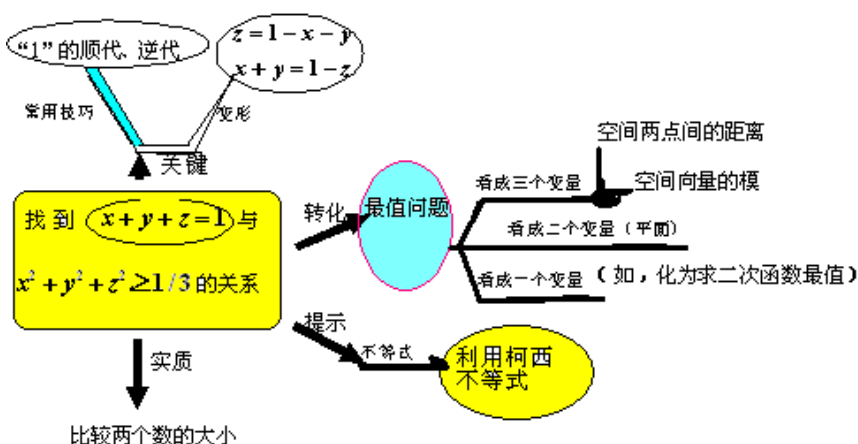 “1”的顺代、逆代
z=1-x-y
x+y=1-z
常用技巧
变形
关键
找到 x+y+z=1 与
x²+y²+z²≥1/3的关系
转化
最值问题
空间两点间的距离
看成三个变量
空间向量的模
看成二个变量(平面)
看成一个变量(如,化为求二次函数最值)
提示
不等式
利用柯西
不等式
实质
比较两个数的大小